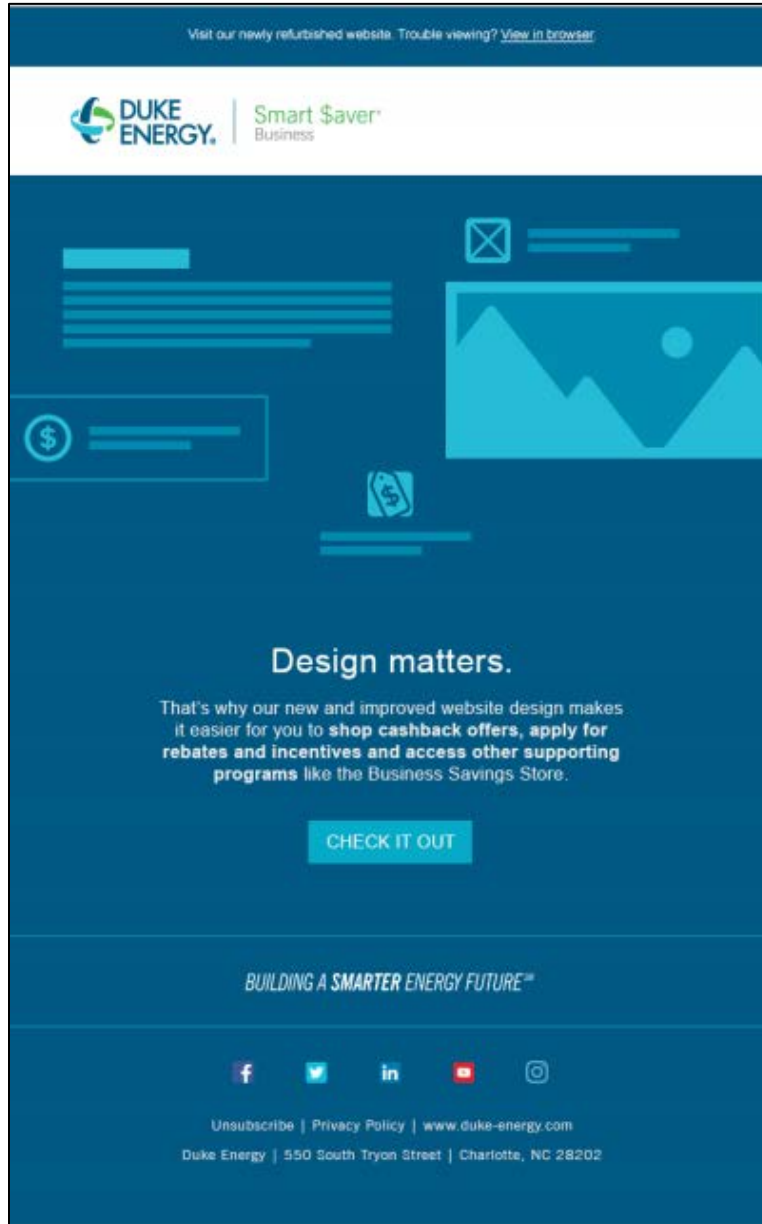 Visit our newly refurbished website. Trouble viewing? View in browser
DUKE
ENERGY®
Smart $aver®
Business
$
$
Design matters.
That's why our new and improved website design makes
it easier for you to shop cashback offers, apply for
rebates and incentives and access other supporting
programs like the Business Savings Store.
CHECK IT OUT
BUILDING A SMARTER ENERGY FUTURE℠
f
in
Unsubscribe | Privacy Policy | www.duke-energy.com
Duke Energy | 550 South Tryon Street | Charlotte, NC 28202